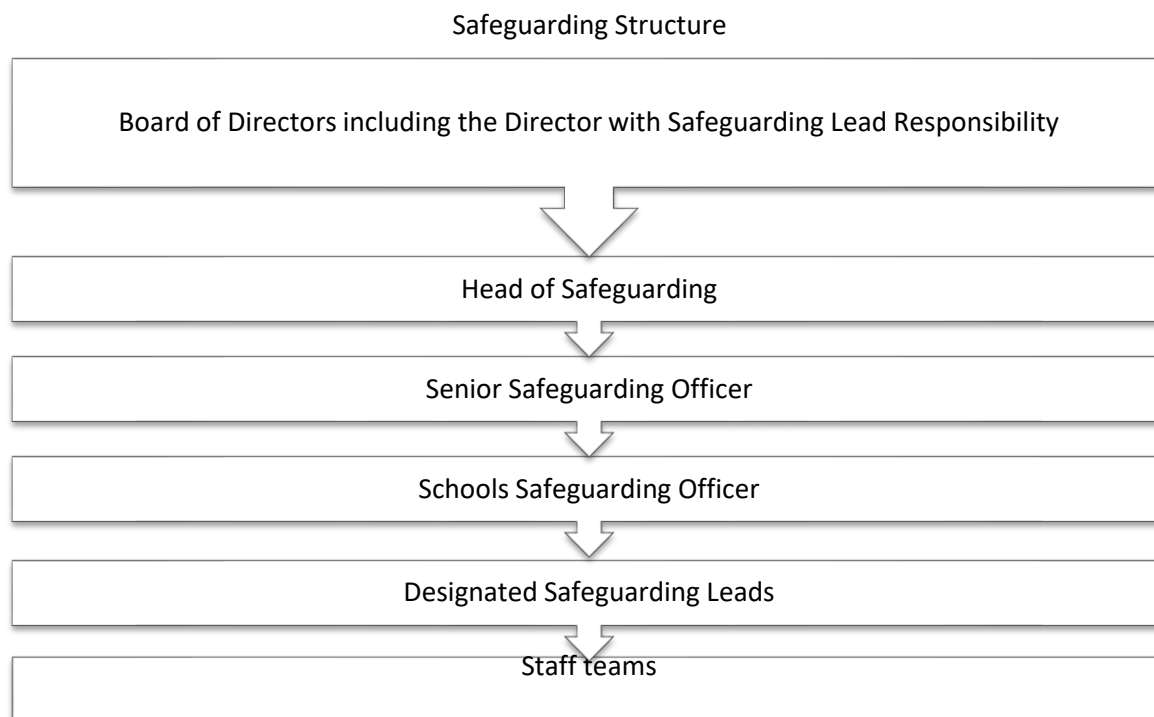 Safeguarding Structure
Board of Directors including the Director with Safeguarding Lead Responsibility
Head of Safeguarding
Senior Safeguarding Officer
Schools Safeguarding Officer
Designated Safeguarding Leads
Staff teams